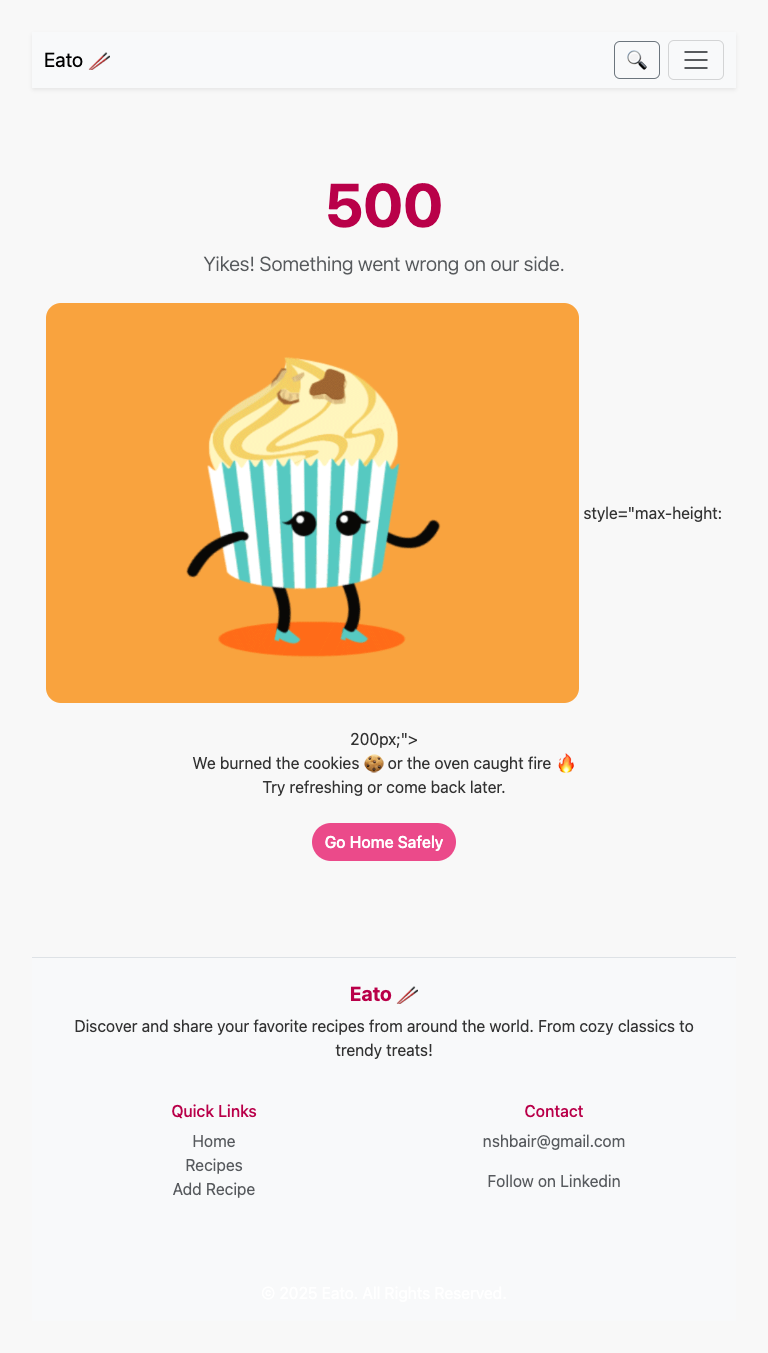 Eato 🥢
🔍
500
Yikes! Something went wrong on our side.
style="max-height:
200px;">
We burned the cookies 🍪 or the oven caught fire 🔥
Try refreshing or come back later.
Go Home Safely
Eato 🥢
Discover and share your favorite recipes from around the world. From cozy classics to
trendy treats!
Quick Links
Home
Recipes
Add Recipe
Contact
nshbair@gmail.com
Follow on Linkedin
© 2025 Eato. All Rights Reserved.